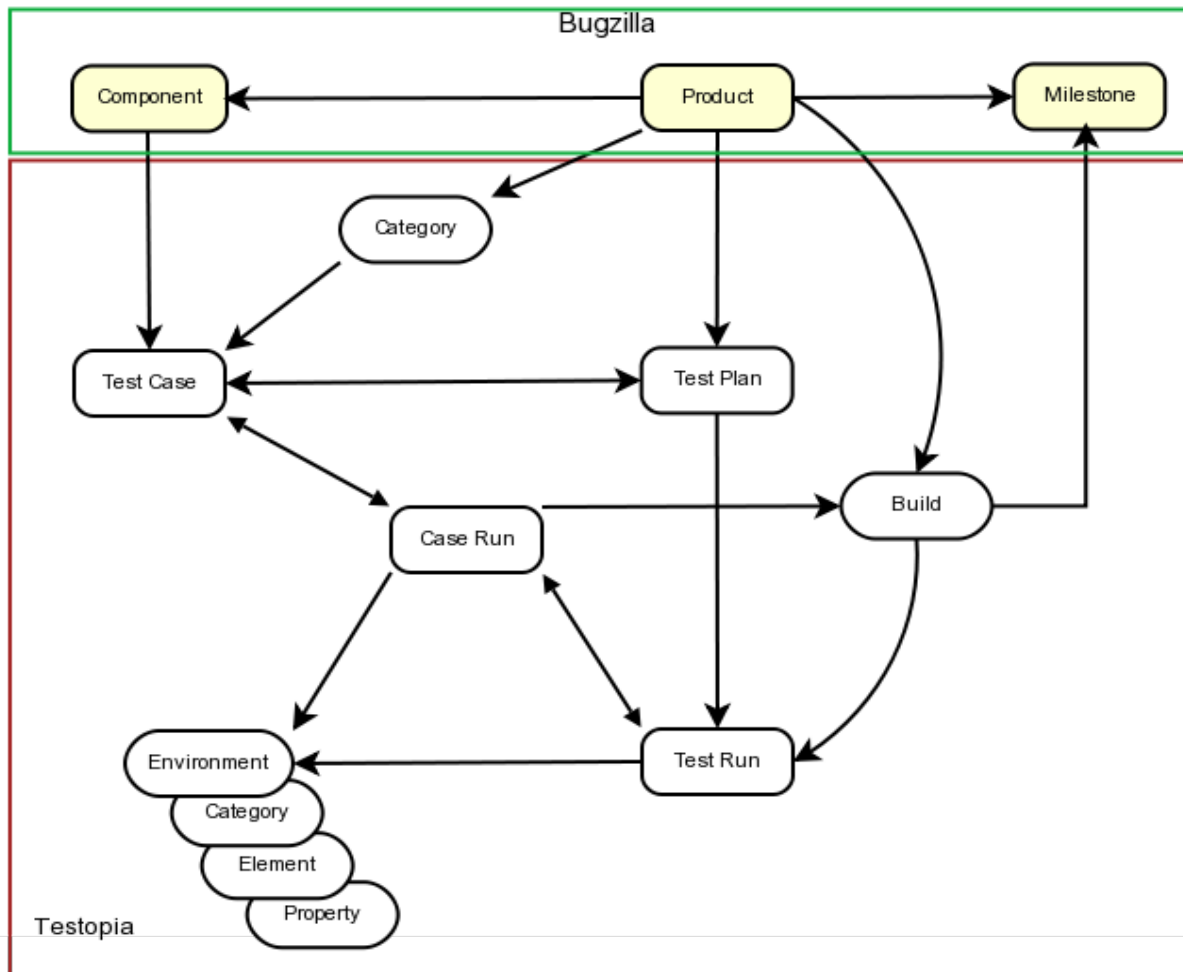 Bugzilla
Component
Product
Milestone
Category
Test Case
Test Plan
Build
Case Run
Environment
Test Run
Category
Element
Property
Testopia